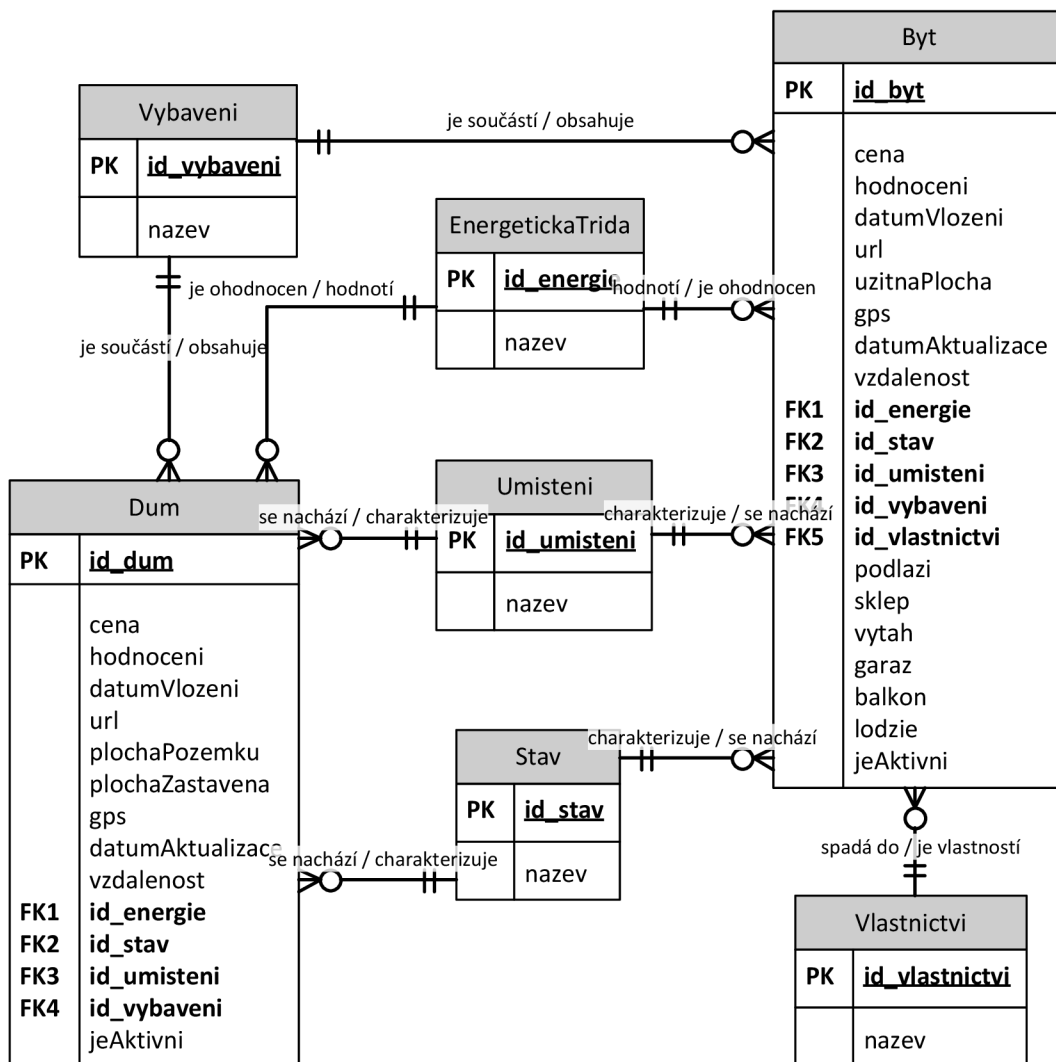 Vybaveni
PK id_vybaveni
nazev
je součástí / obsahuje
EnergetickaTrida
PK id_energie
nazev
je ohodnocen / hodnotí
hodnotí / je ohodnocen
je součástí / obsahuje
Byt
PK id_byt
cena
hodnoceni
datumVlozeni
url
uzitnaPlocha
gps
datumAktualizace
vzdalenost
FK1 id_energie
FK2 id_stav
FK3 id_umisteni
FK4 id_vybaveni
FK5 id_vlastnictvi
podlazi
sklep
vytah
garaz
balkon
lodzie
jeAktivni
Umisteni
PK id_umisteni
nazev
se nachází / charakterizuje
charakterizuje / se nachází
Dum
PK id_dum
cena
hodnoceni
datumVlozeni
url
plochaPozemku
plochaZastavena
gps
datumAktualizace
vzdalenost
FK1 id_energie
FK2 id_stav
FK3 id_umisteni
FK4 id_vybaveni
jeAktivni
Stav
PK id_stav
nazev
charakterizuje / se nachází
se nachází / charakterizuje
spadá do / je vlastností
Vlastnictvi
PK id_vlastnictvi
nazev